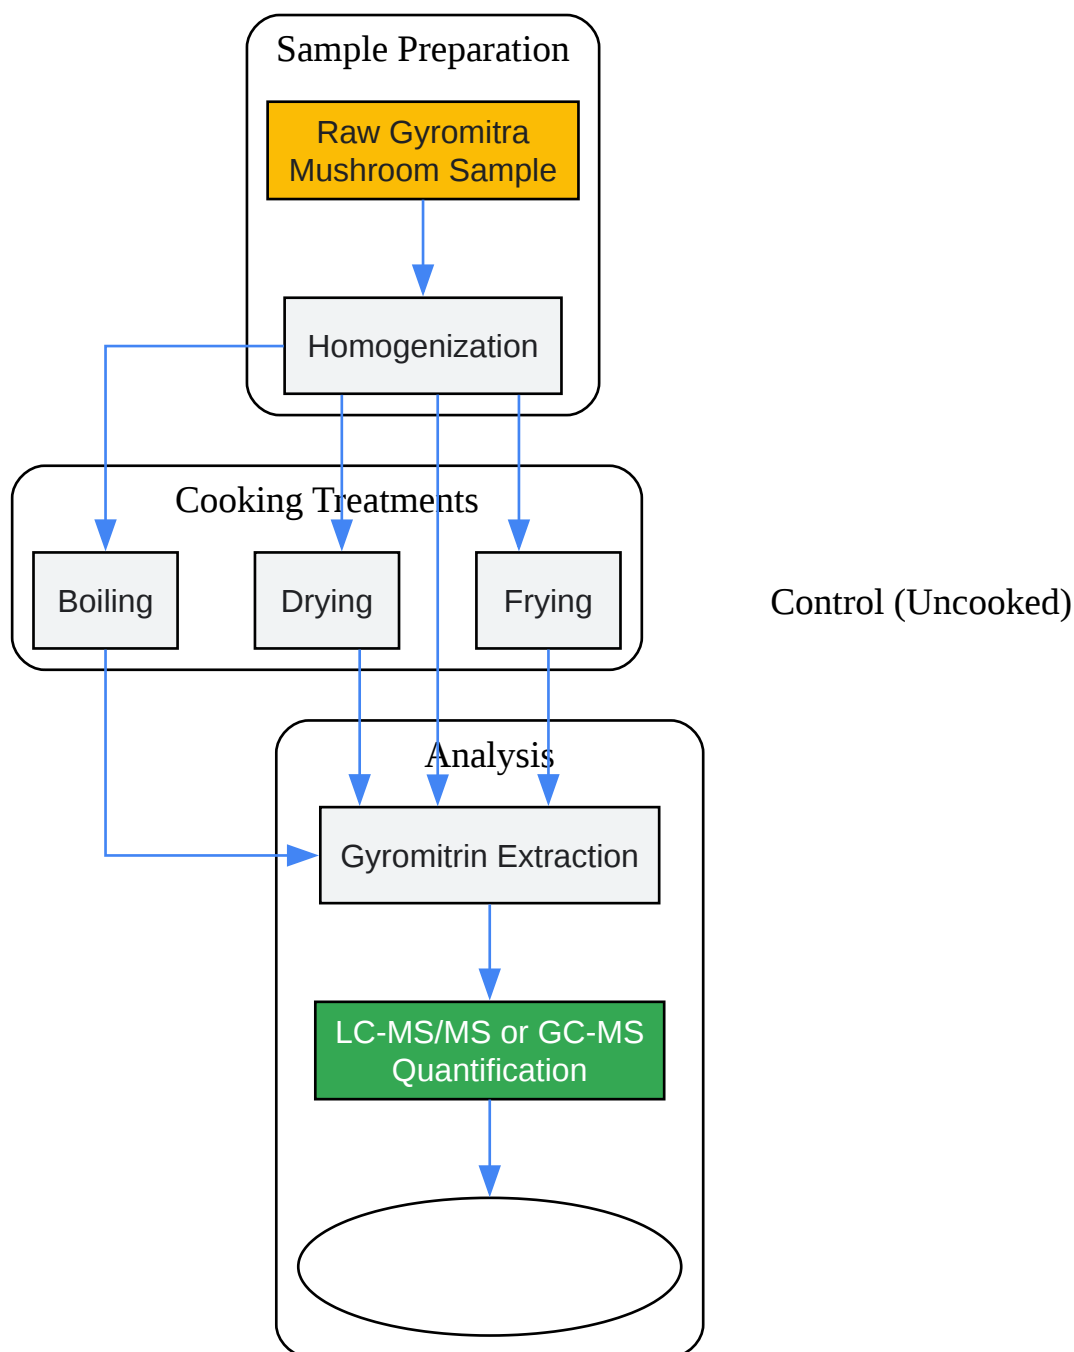 Sample Preparation
Raw Gyromitra
Mushroom Sample
Homogenization
Cooking Treatments
Boiling
Drying
Frying
Control (Uncooked)
Analysis
Gyromitrin Extraction
LC-MS/MS or GC-MS
Quantification